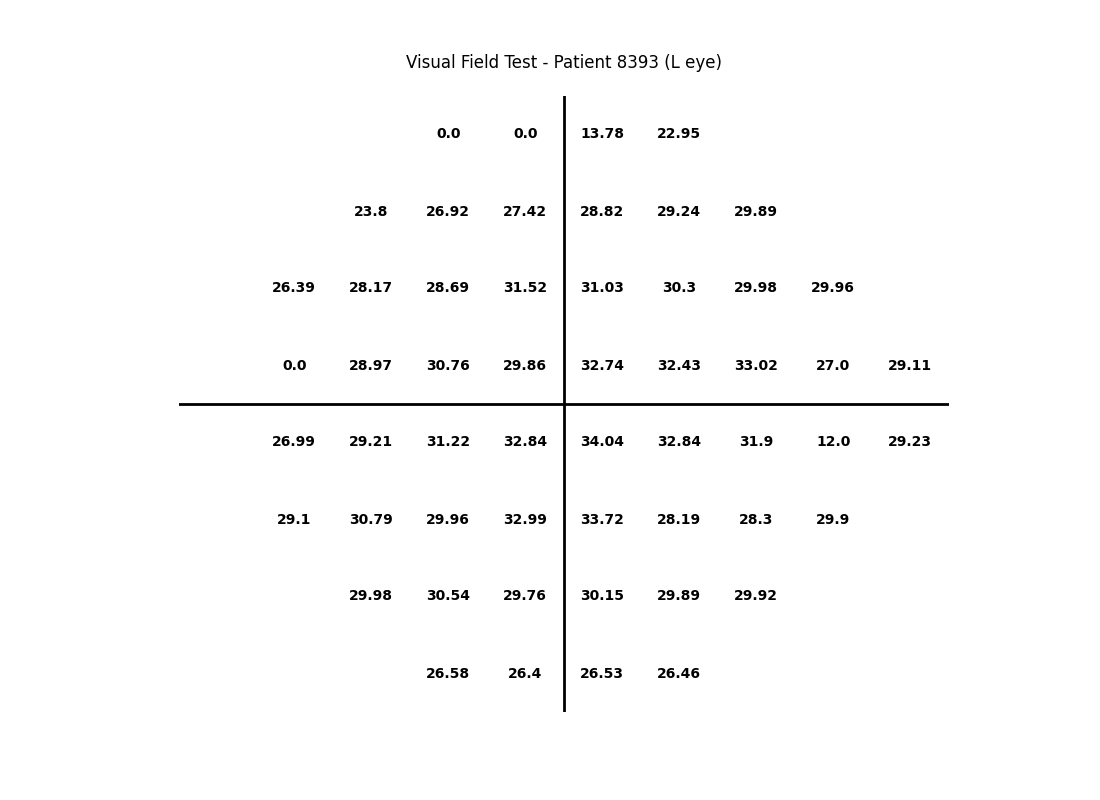 Visual Field Test - Patient 8393 (L eye)
0.0 0.0 13.78 22.95
23.8 26.92 27.42 28.82 29.24 29.89
26.39 28.17 28.69 31.52 31.03 30.3 29.98 29.96
0.0 28.97 30.76 29.86 32.74 32.43 33.02 27.0 29.11
26.99 29.21 31.22 32.84 34.04 32.84 31.9 12.0 29.23
29.1 30.79 29.96 32.99 33.72 28.19 28.3 29.9
29.98 30.54 29.76 30.15 29.89 29.92
26.58 26.4 26.53 26.46